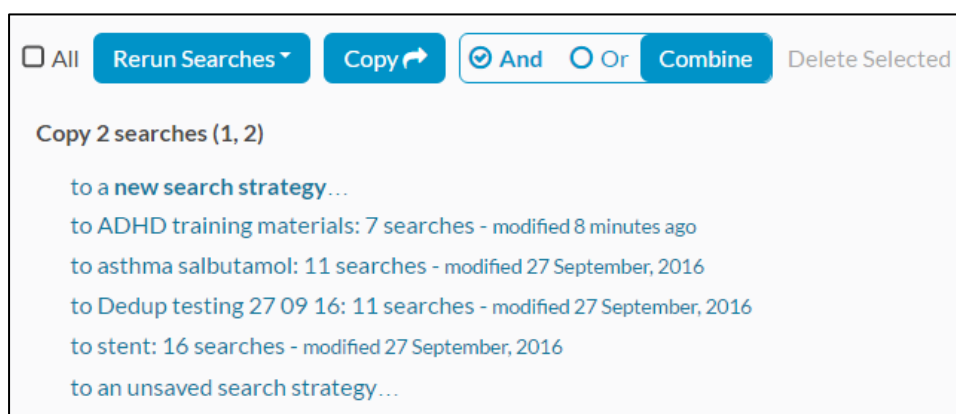 All Rerun Searches Copy And Or Combine Delete Selected
Copy 2 searches (1, 2)
to a new search strategy...
to ADHD training materials: 7 searches - modified 8 minutes ago
to asthma salbutamol: 11 searches - modified 27 September, 2016
to Dedup testing 27 09 16: 11 searches - modified 27 September, 2016
to stent: 16 searches - modified 27 September, 2016
to an unsaved search strategy...